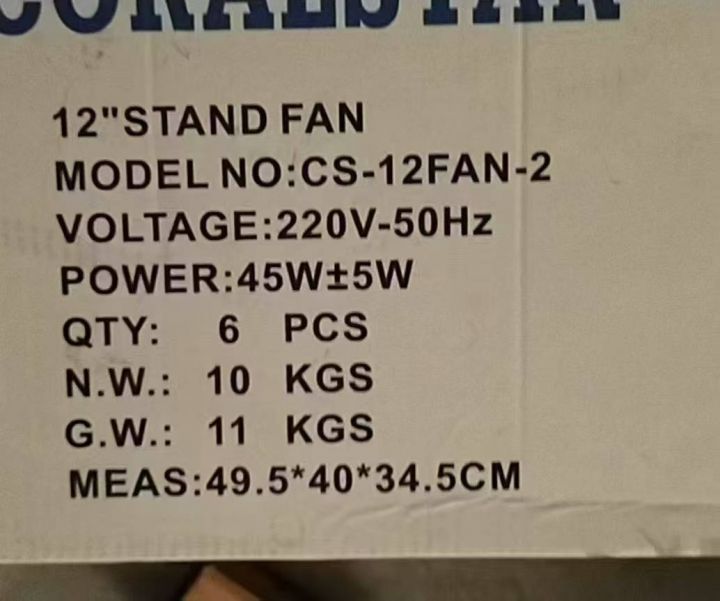 CORALSTAR
12"STAND FAN
MODEL NO:CS-12FAN-2
VOLTAGE:220V-50Hz
POWER:45W±5W
QTY: 6 PCS
N.W.: 10 KGS
G.W.: 11 KGS
MEAS:49.5*40*34.5CM